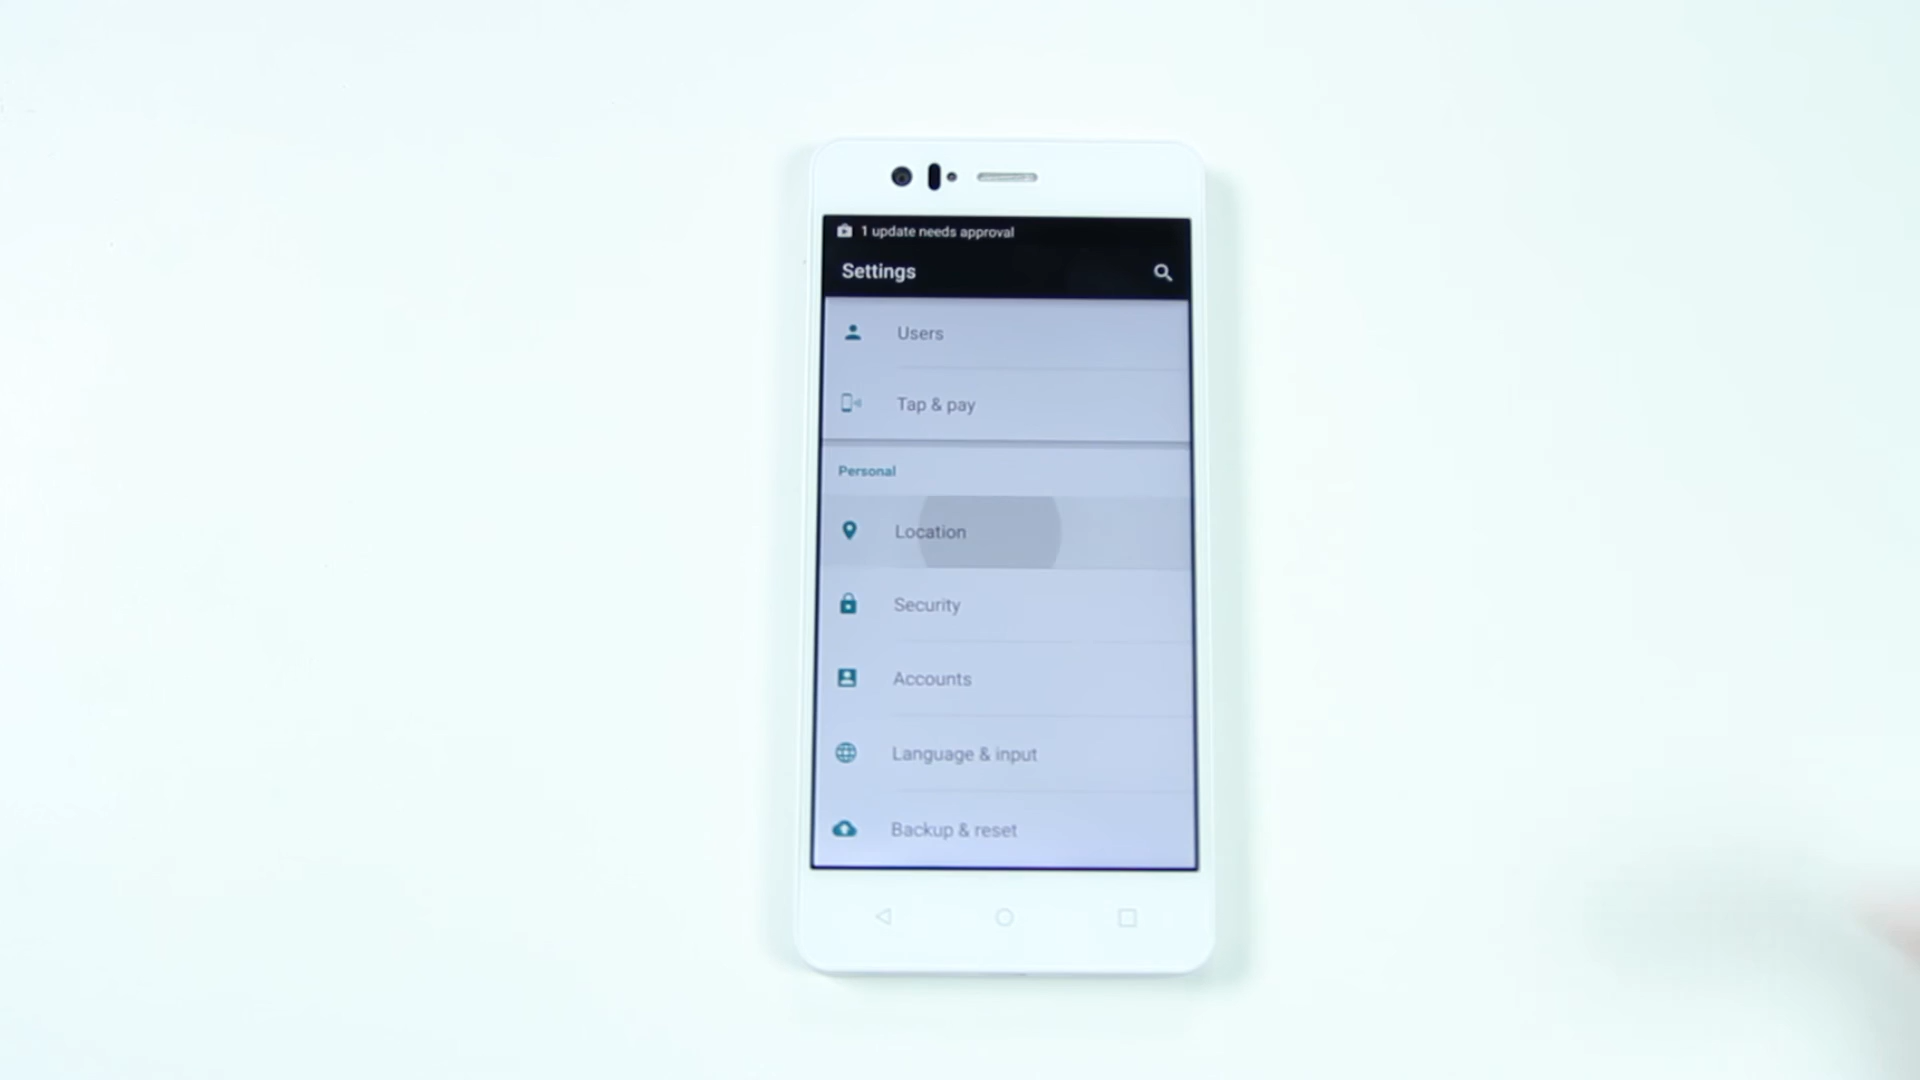 1 update needs approval
Settings
Users
Tap & pay
Personal
Location
Security
Accounts
Language & input
Backup & reset